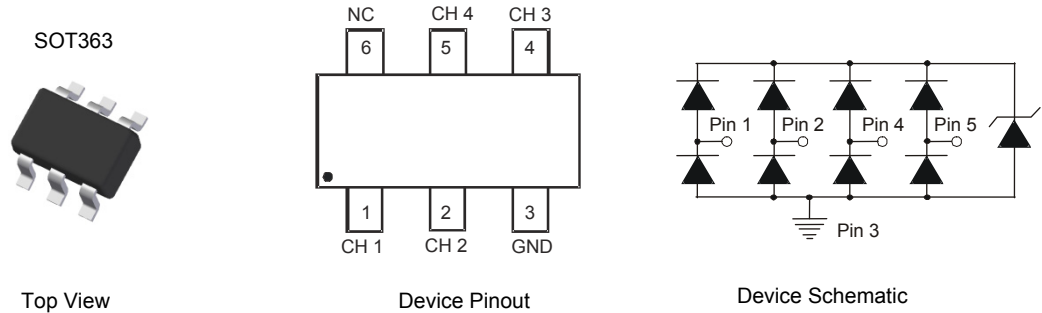 SOT363
Top View
NC CH 4 CH 3
6 5 4
1 2 3
CH 1 CH 2 GND
Device Pinout
Pin 1 Pin 2 Pin 4 Pin 5
Pin 3
Device Schematic